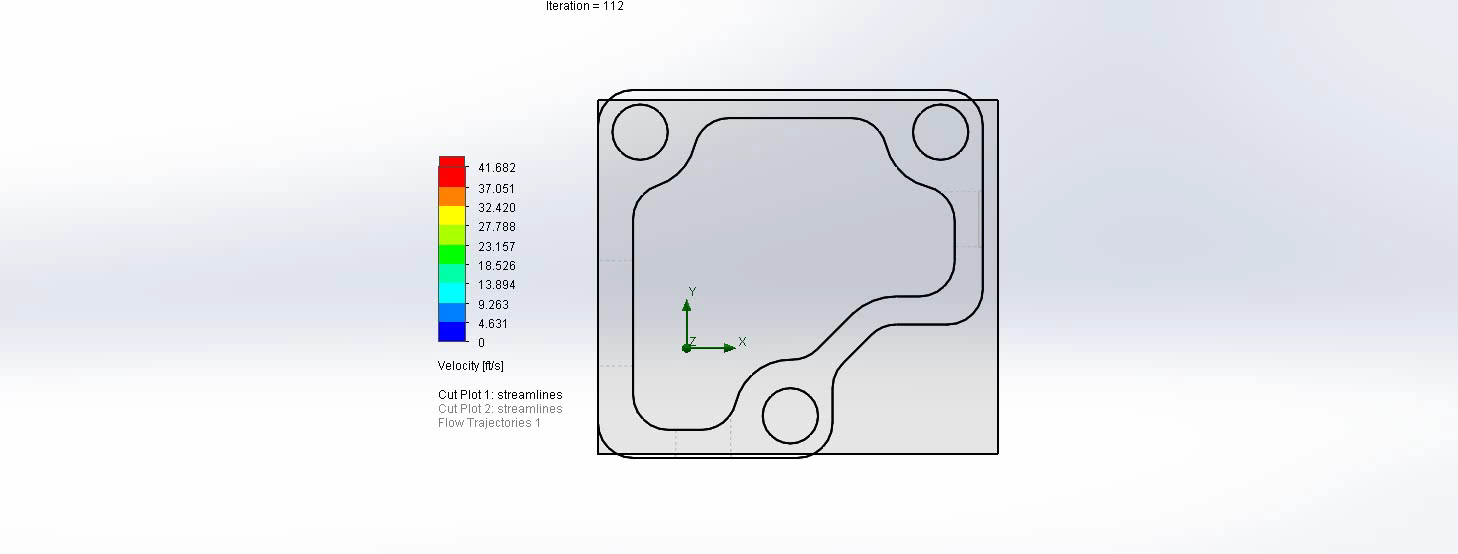 Iteration = 112
41.682
37.051
32.420
27.788
23.157
18.526
13.894
9.263
4.631
0
Velocity [ft/s]
Cut Plot 1: streamlines
Cut Plot 2: streamlines
Flow Trajectories 1
Y
Z
X